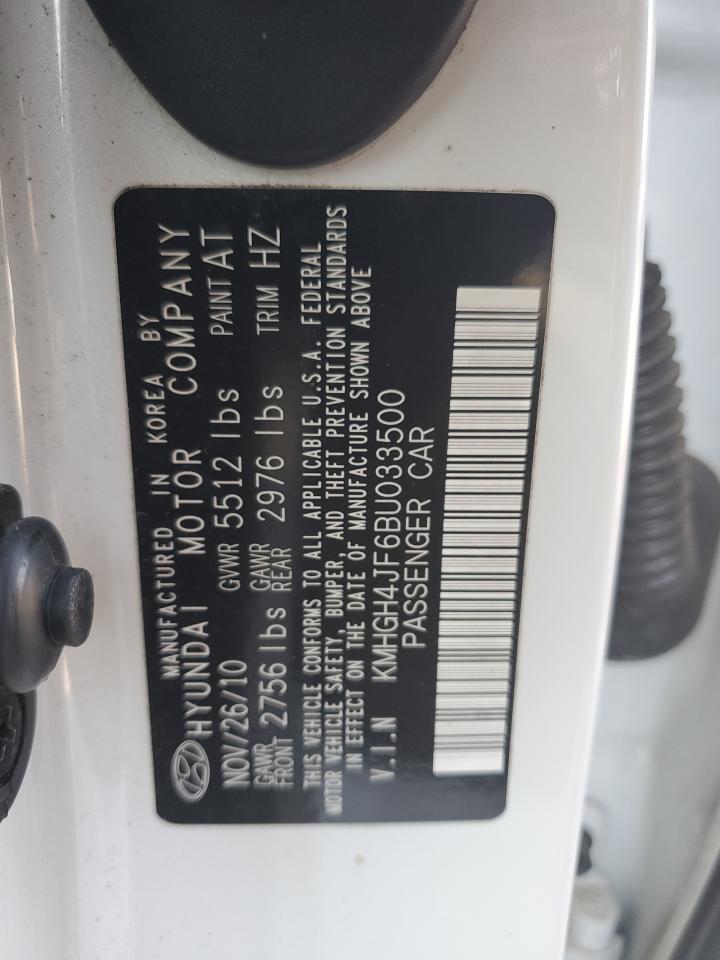 MANUFACTURED IN KOREA BY
HYUNDAI MOTOR COMPANY
NOV/26/10 GVWR 5512 lbs PAINT AT
GAWR FRONT 2756 lbs GAWR REAR 2976 lbs TRIM HZ
THIS VEHICLE CONFORMS TO ALL APPLICABLE U.S.A. FEDERAL
MOTOR VEHICLE SAFETY, BUMPER, AND THEFT PREVENTION STANDARDS
IN EFFECT ON THE DATE OF MANUFACTURE SHOWN ABOVE
V.I.N KMHGH4JF6BU033500
PASSENGER CAR